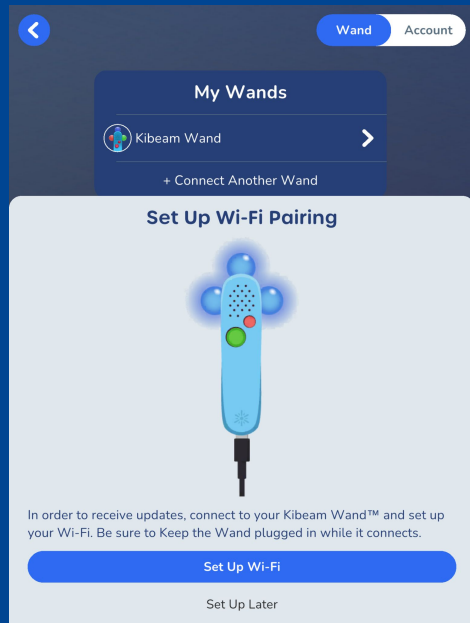 Wand
Account
My Wands
Kibeam Wand
+ Connect Another Wand
Set Up Wi-Fi Pairing
In order to receive updates, connect to your Kibeam Wand™ and set up
your Wi-Fi. Be sure to Keep the Wand plugged in while it connects.
Set Up Wi-Fi
Set Up Later